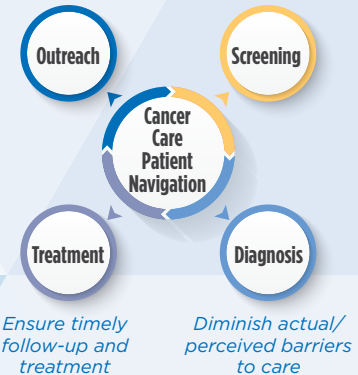 Outreach
Screening
Cancer
Care
Patient
Navigation
Treatment
Diagnosis
Ensure timely
follow-up and
treatment
Diminish actual/
perceived barriers
to care